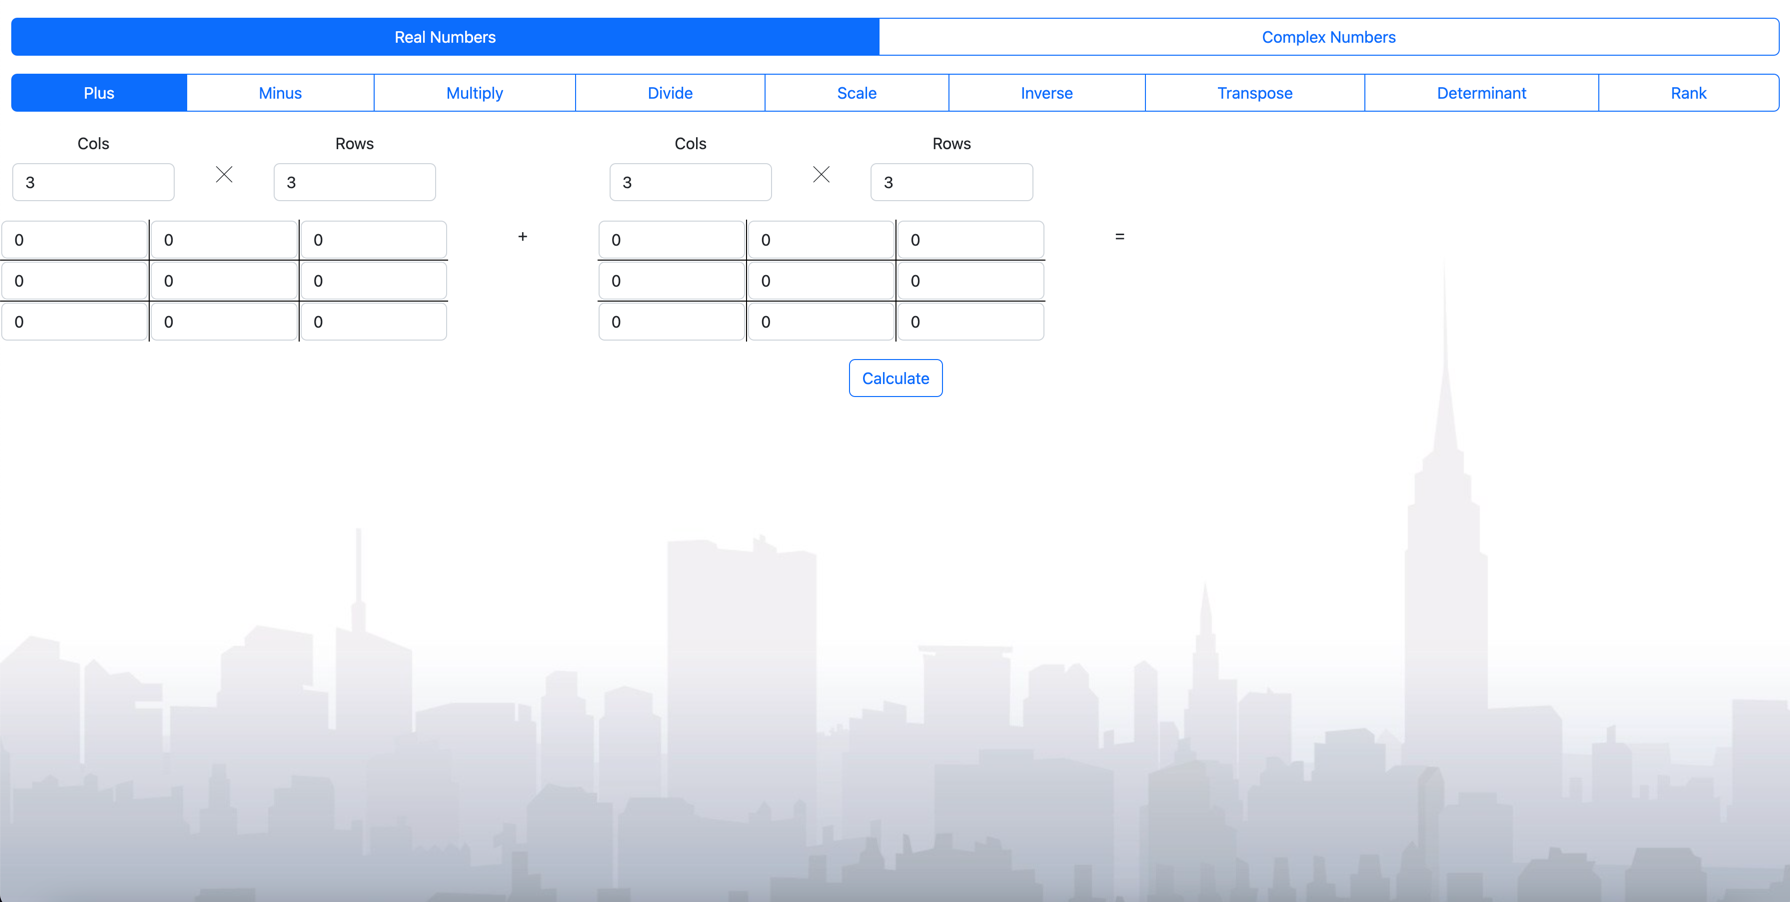 Real Numbers Complex Numbers
Plus Minus Multiply Divide Scale Inverse Transpose Determinant Rank
Cols Rows Cols Rows
3 3 3 3
0 0 0 + 0 0 0 =
0 0 0 0 0 0
0 0 0 0 0 0
Calculate